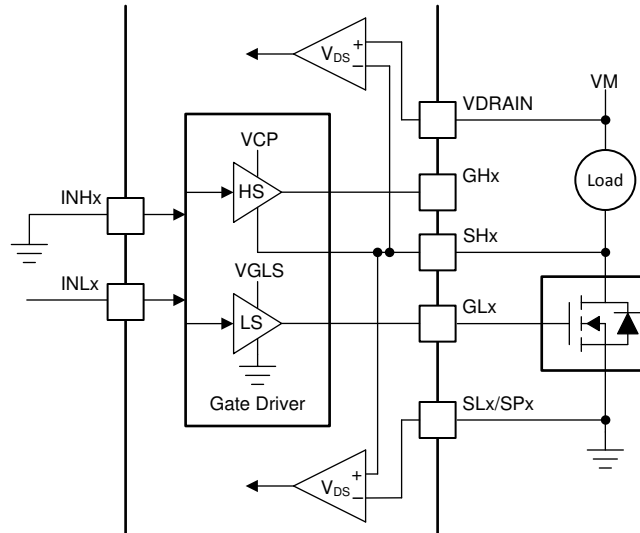 VDS
+
–
VDRAIN
VM
VCP
GHx
Load
INHx
HS
SHx
VGLS
INLx
GLx
LS
Gate Driver
SLx/SPx
VDS
+
–